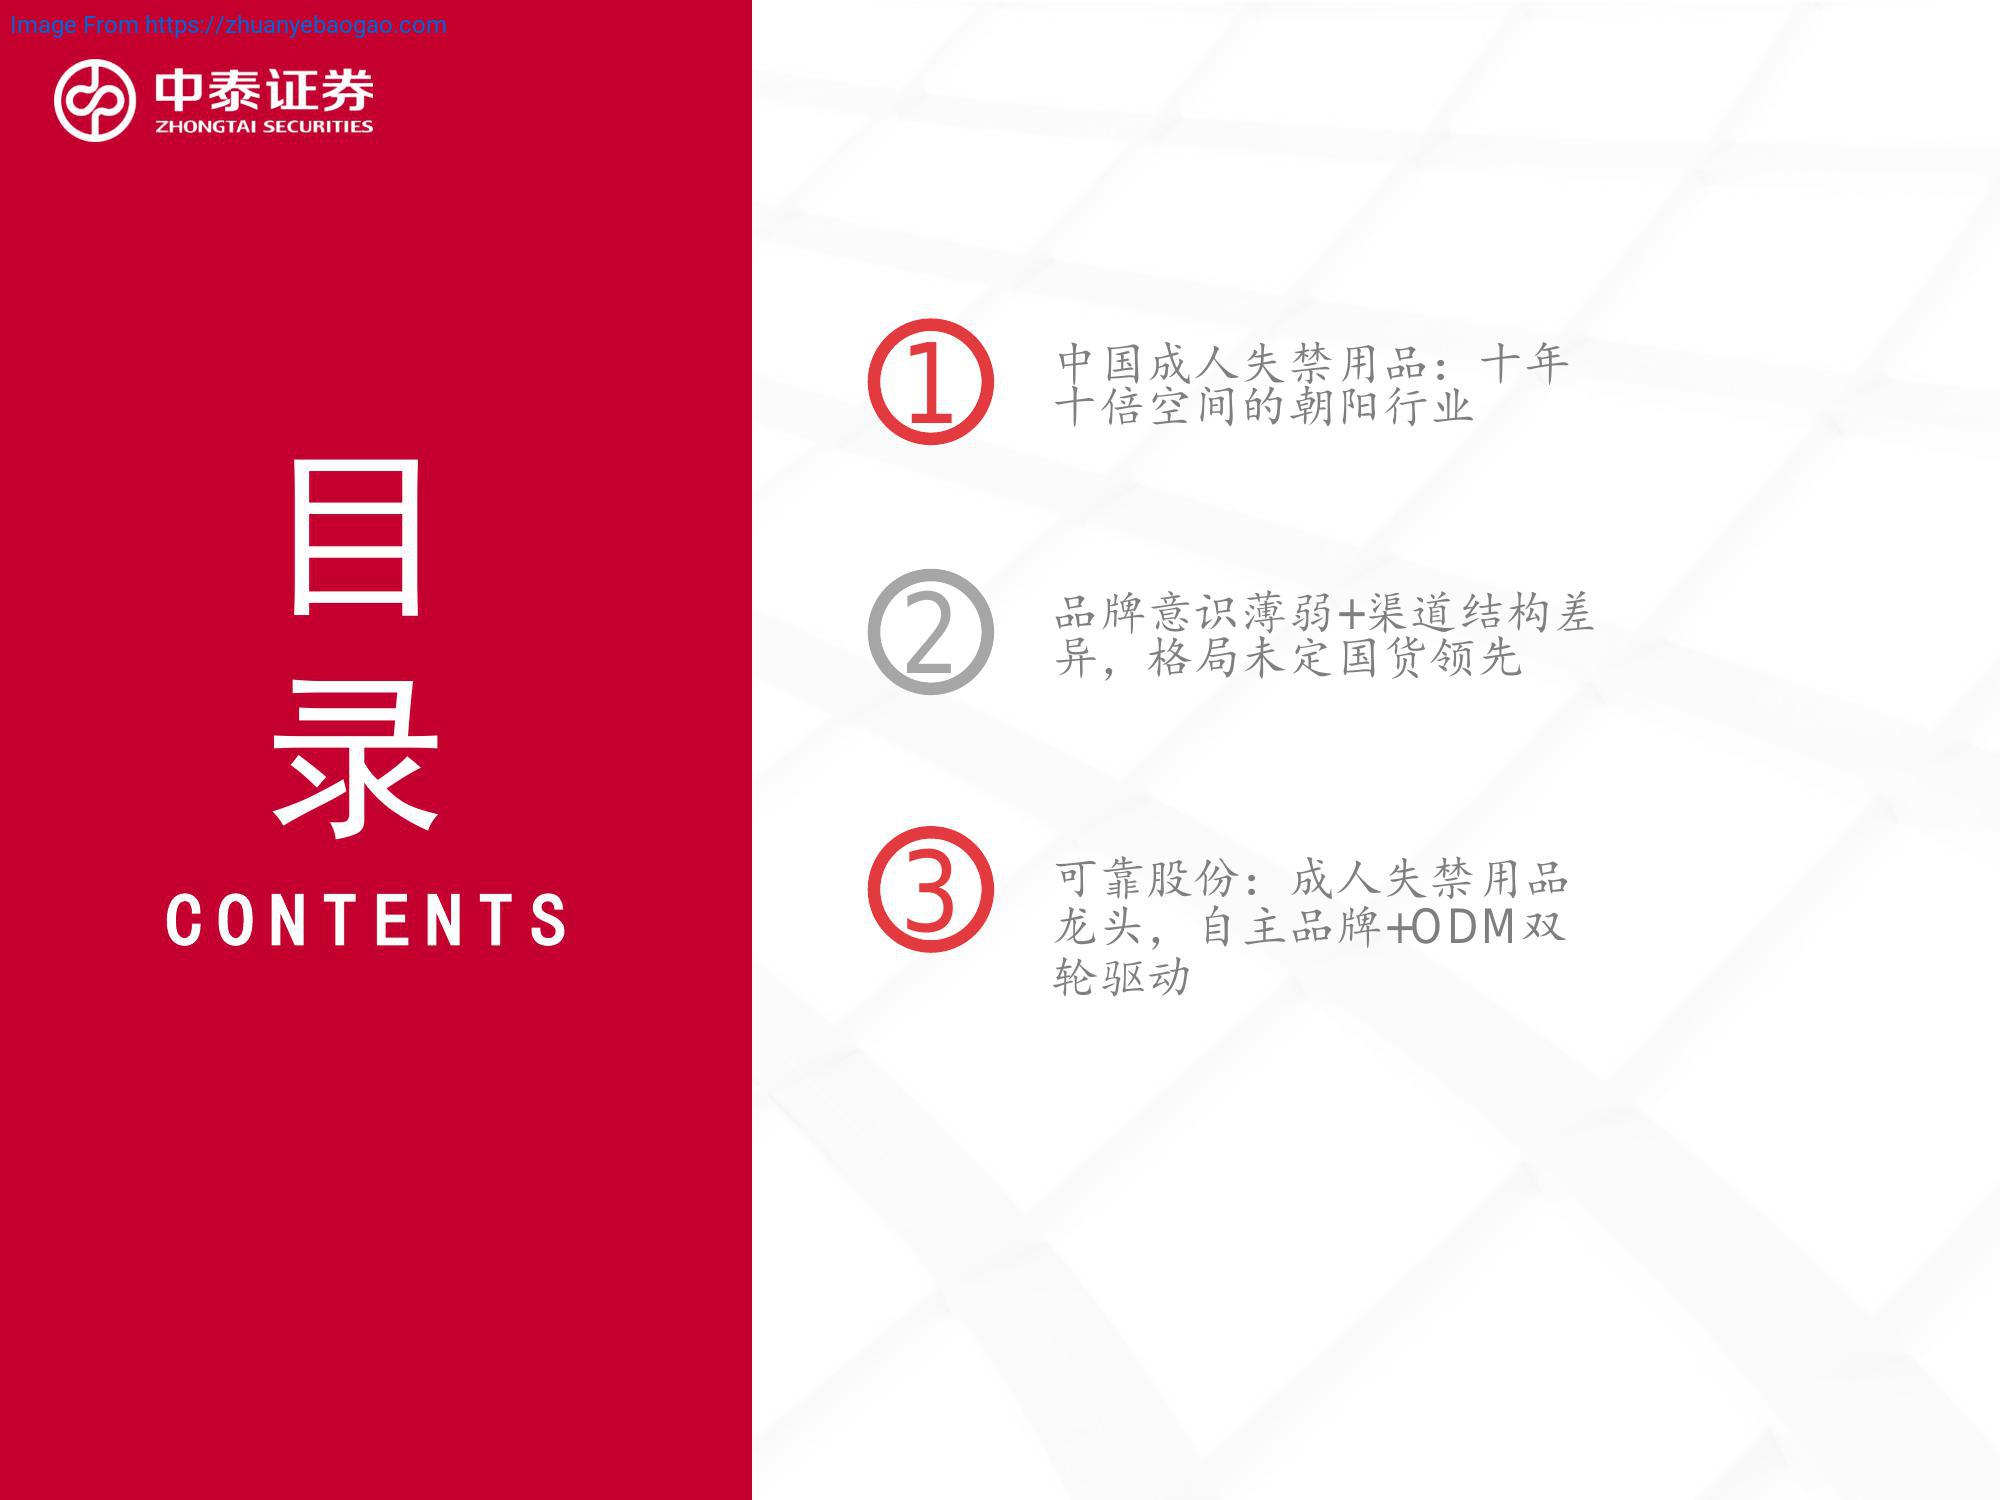 Image From https://zhuanyebaogao.com
中泰证券
ZHONGTAI SECURITIES
目
录
CONTENTS
1
中国成人失禁用品：十年
十倍空间的朝阳行业
2
品牌意识薄弱+渠道结构差
异，格局未定国货领先
3
可靠股份：成人失禁用品
龙头，自主品牌+ODM双
轮驱动